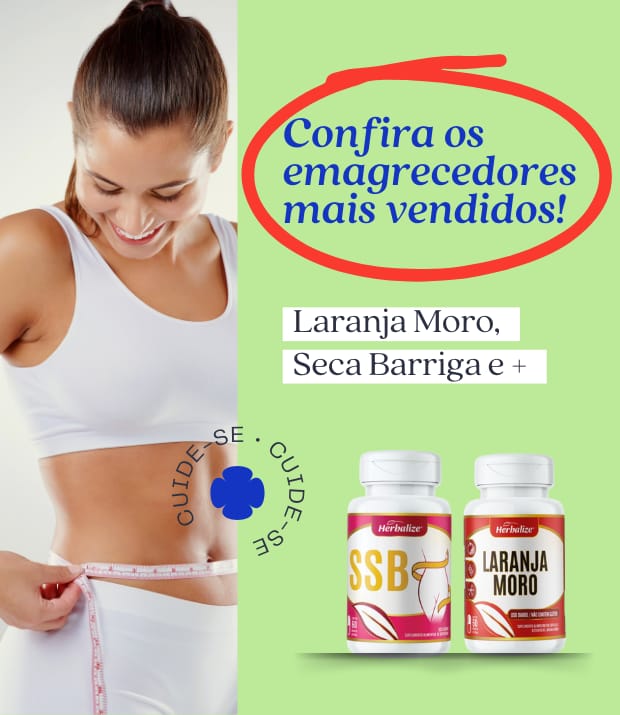 Confira os
emagrecedores
mais vendidos!
Laranja Moro,
Seca Barriga e +
CUIDE-SE • CUIDE-SE
Herbalize
SSB
Herbalize
LARANJA
MORO